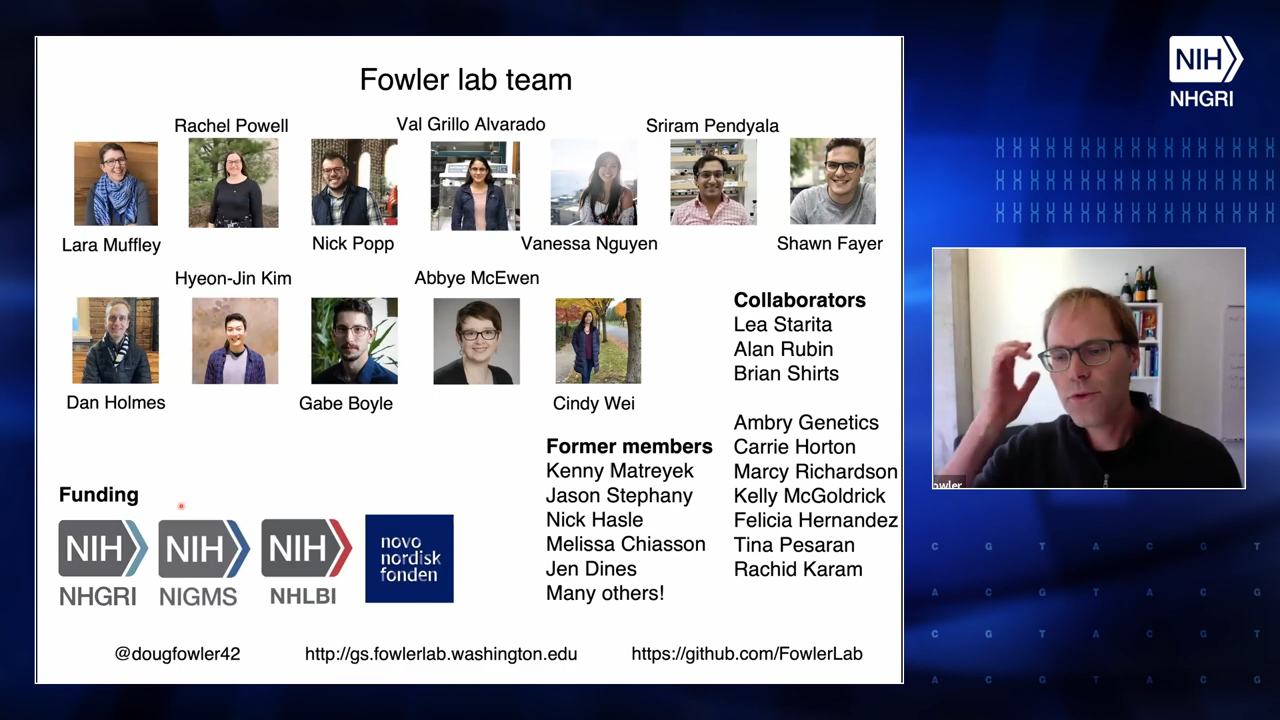 Fowler lab team
Rachel Powell
Val Grillo Alvarado
Sriram Pendyala
Lara Muffley
Nick Popp
Vanessa Nguyen
Shawn Fayer
Hyeon-Jin Kim
Abbye McEwen
Dan Holmes
Gabe Boyle
Cindy Wei
Collaborators
Lea Starita
Alan Rubin
Brian Shirts
Ambry Genetics
Carrie Horton
Marcy Richardson
Kelly McGoldrick
Felicia Hernandez
Tina Pesaran
Rachid Karam
Former members
Kenny Matreyek
Jason Stephany
Nick Hasle
Melissa Chiasson
Jen Dines
Many others!
Funding
NIH
NHGRI
NIH
NIGMS
NIH
NHLBI
novo
nordisk
fonden
@dougfowler42
http://gs.fowlerlab.washington.edu
https://github.com/FowlerLab
NIH
NHGRI
owler
C G T A C G T
A C G T A C G
C G T A C G T
A C G T A C G